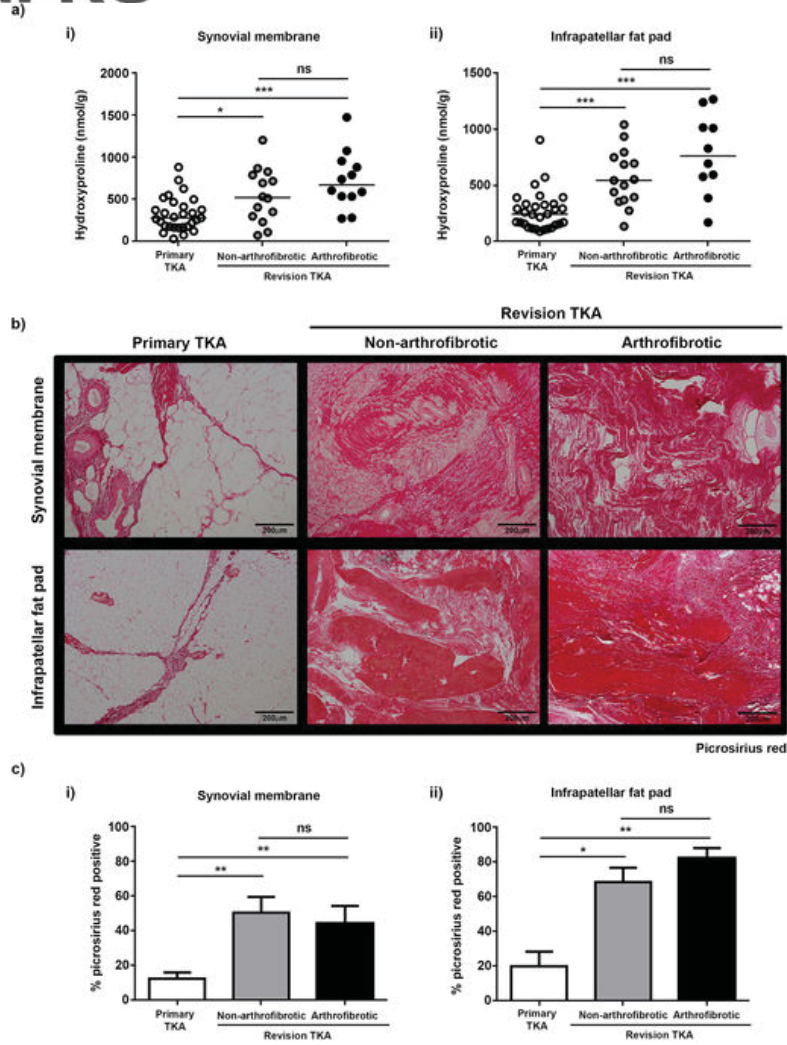 a)
i)
Synovial membrane
ns
***
*
Hydroxyproline (nmol/g)
2000
1500
1000
500
0
Primary TKA
Non-arthrofibrotic
Arthrofibrotic
Revision TKA
ii)
Infrapatellar fat pad
ns
***
***
Hydroxyproline (nmol/g)
1500
1000
500
0
Primary TKA
Non-arthrofibrotic
Arthrofibrotic
Revision TKA
b)
Revision TKA
Primary TKA
Non-arthrofibrotic
Arthrofibrotic
Synovial membrane
200µm
200µm
200µm
Infrapatellar fat pad
200µm
200µm
200µm
Picrosirius red
c)
i)
Synovial membrane
ns
**
**
% picrosirius red positive
100
80
60
40
20
0
Primary TKA
Non-arthrofibrotic
Arthrofibrotic
Revision TKA
ii)
Infrapatellar fat pad
ns
**
*
% picrosirius red positive
100
80
60
40
20
0
Primary TKA
Non-arthrofibrotic
Arthrofibrotic
Revision TKA